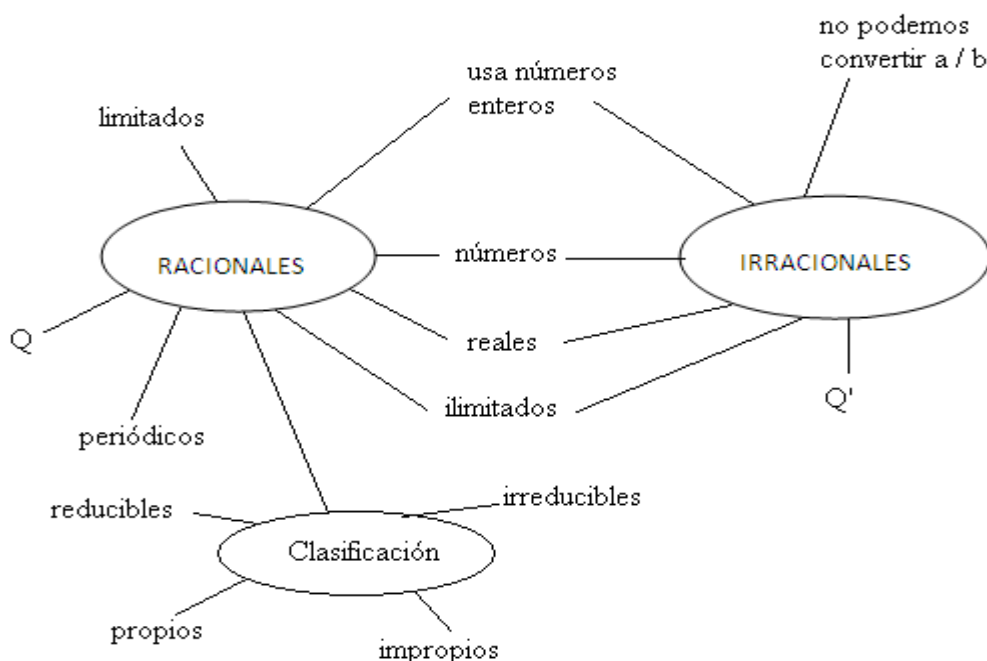 no podemos
convertir a / b
usa números
enteros
limitados
RACIONALES
números
IRRACIONALES
Q
reales
ilimitados
Q'
periódicos
reducibles
irreducibles
Clasificación
propios
impropios